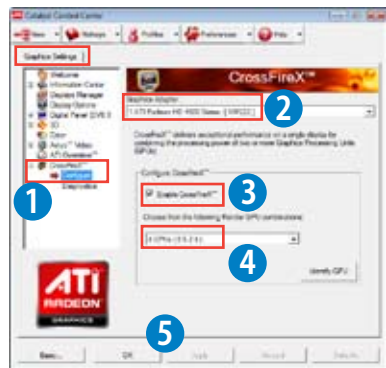 Catalyst Control Center
View Hotkeys Profiles Preferences Help
Graphics Settings
Welcome
Information Center
Displays Manager
Display Options
Digital Panel (DVI)
3D
Color
Avivo™ Video
ATI Overdrive™
CrossFireX™
Configure
Diagnostics
CrossFireX™
Graphics Adapter
2
CrossFireX™ delivers exceptional performance on a single display by
combining the processing power of two or more Graphics Processing Units
(GPUs).
1
Configure CrossFireX™
Enable CrossFireX™
3
Choose from the following Render GPU combinations:
4
Identify GPU
ATI
RADEON
GRAPHICS
5
Basic...
OK
Apply
Defaults